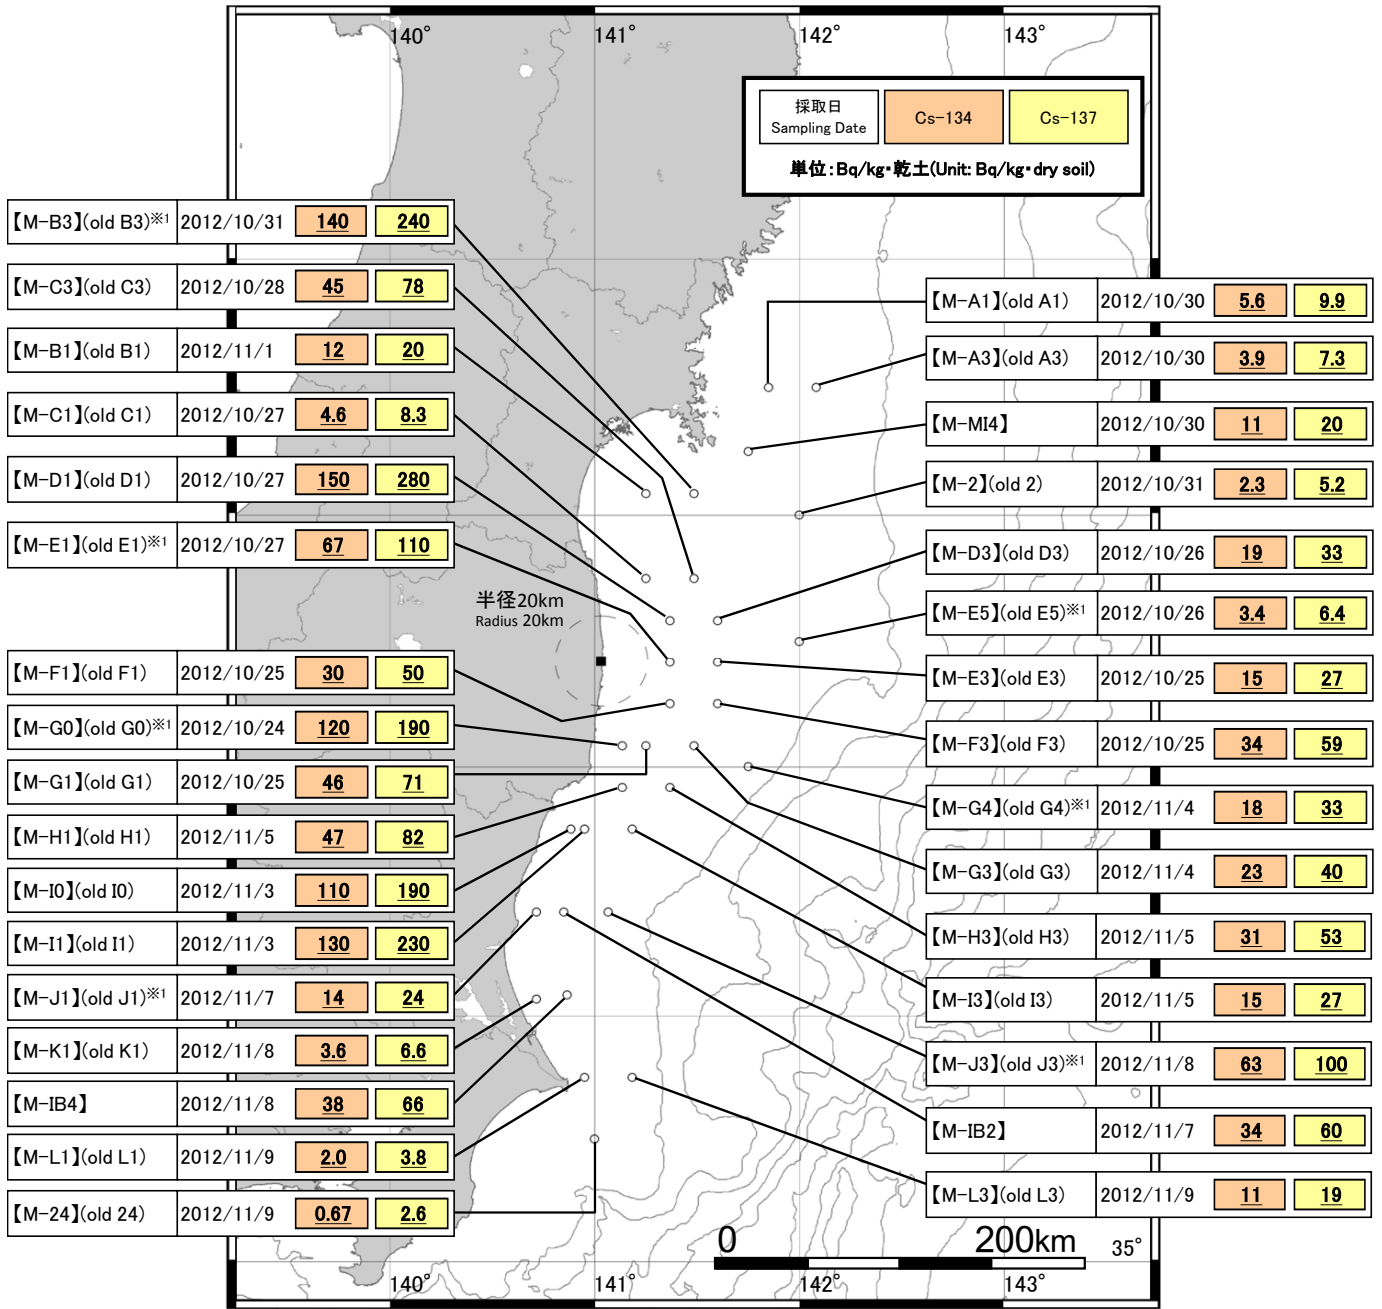 140° 141° 142° 143°
採取日
Sampling Date
Cs-134
Cs-137
単位:Bq/kg・乾土(Unit: Bq/kg・dry soil)
【M-B3】(old B3)※1 2012/10/31 140 240
【M-C3】(old C3) 2012/10/28 45 78
【M-B1】(old B1) 2012/11/1 12 20
【M-C1】(old C1) 2012/10/27 4.6 8.3
【M-D1】(old D1) 2012/10/27 150 280
【M-E1】(old E1)※1 2012/10/27 67 110
半径20km
Radius 20km
【M-F1】(old F1) 2012/10/25 30 50
【M-G0】(old G0)※1 2012/10/24 120 190
【M-G1】(old G1) 2012/10/25 46 71
【M-H1】(old H1) 2012/11/5 47 82
【M-I0】(old I0) 2012/11/3 110 190
【M-I1】(old I1) 2012/11/3 130 230
【M-J1】(old J1)※1 2012/11/7 14 24
【M-K1】(old K1) 2012/11/8 3.6 6.6
【M-IB4】 2012/11/8 38 66
【M-L1】(old L1) 2012/11/9 2.0 3.8
【M-24】(old 24) 2012/11/9 0.67 2.6
【M-A1】(old A1) 2012/10/30 5.6 9.9
【M-A3】(old A3) 2012/10/30 3.9 7.3
【M-MI4】 2012/10/30 11 20
【M-2】(old 2) 2012/10/31 2.3 5.2
【M-D3】(old D3) 2012/10/26 19 33
【M-E5】(old E5)※1 2012/10/26 3.4 6.4
【M-E3】(old E3) 2012/10/25 15 27
【M-F3】(old F3) 2012/10/25 34 59
【M-G4】(old G4)※1 2012/11/4 18 33
【M-G3】(old G3) 2012/11/4 23 40
【M-H3】(old H3) 2012/11/5 31 53
【M-I3】(old I3) 2012/11/5 15 27
【M-J3】(old J3)※1 2012/11/8 63 100
【M-IB2】 2012/11/7 34 60
【M-L3】(old L3) 2012/11/9 11 19
0 200km
35°
140° 141° 142° 143°